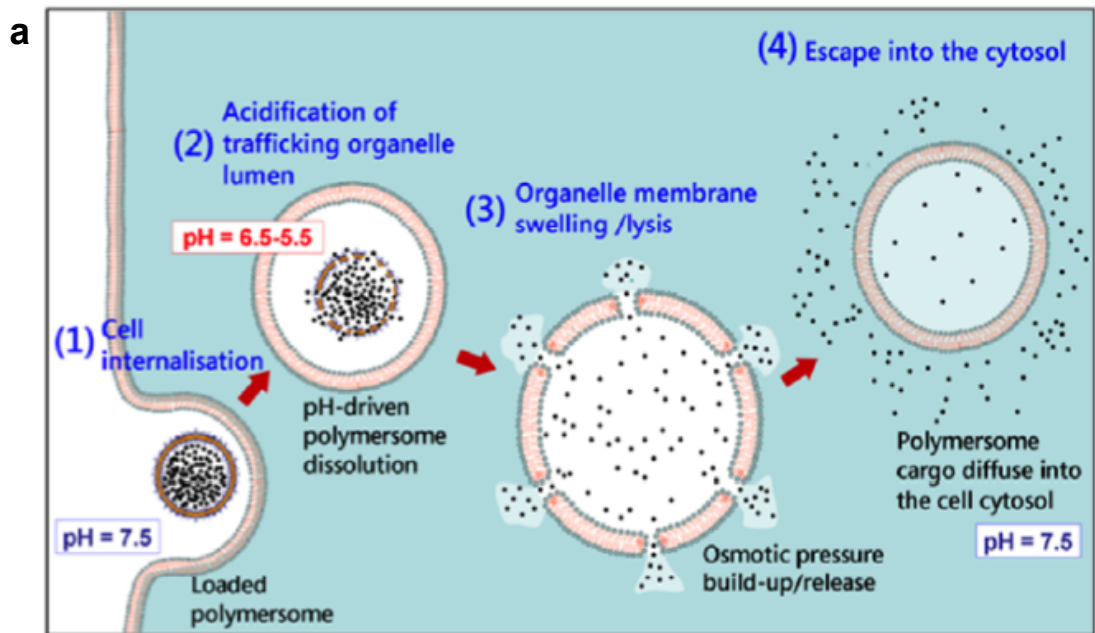 a
(1) Cell
internalisation
pH = 7.5
Loaded
polymersome
(2) Acidification of
trafficking organelle
lumen
pH = 6.5-5.5
pH-driven
polymersome
dissolution
(3) Organelle membrane
swelling /lysis
Osmotic pressure
build-up/release
(4) Escape into the cytosol
Polymersome
cargo diffuse into
the cell cytosol
pH = 7.5